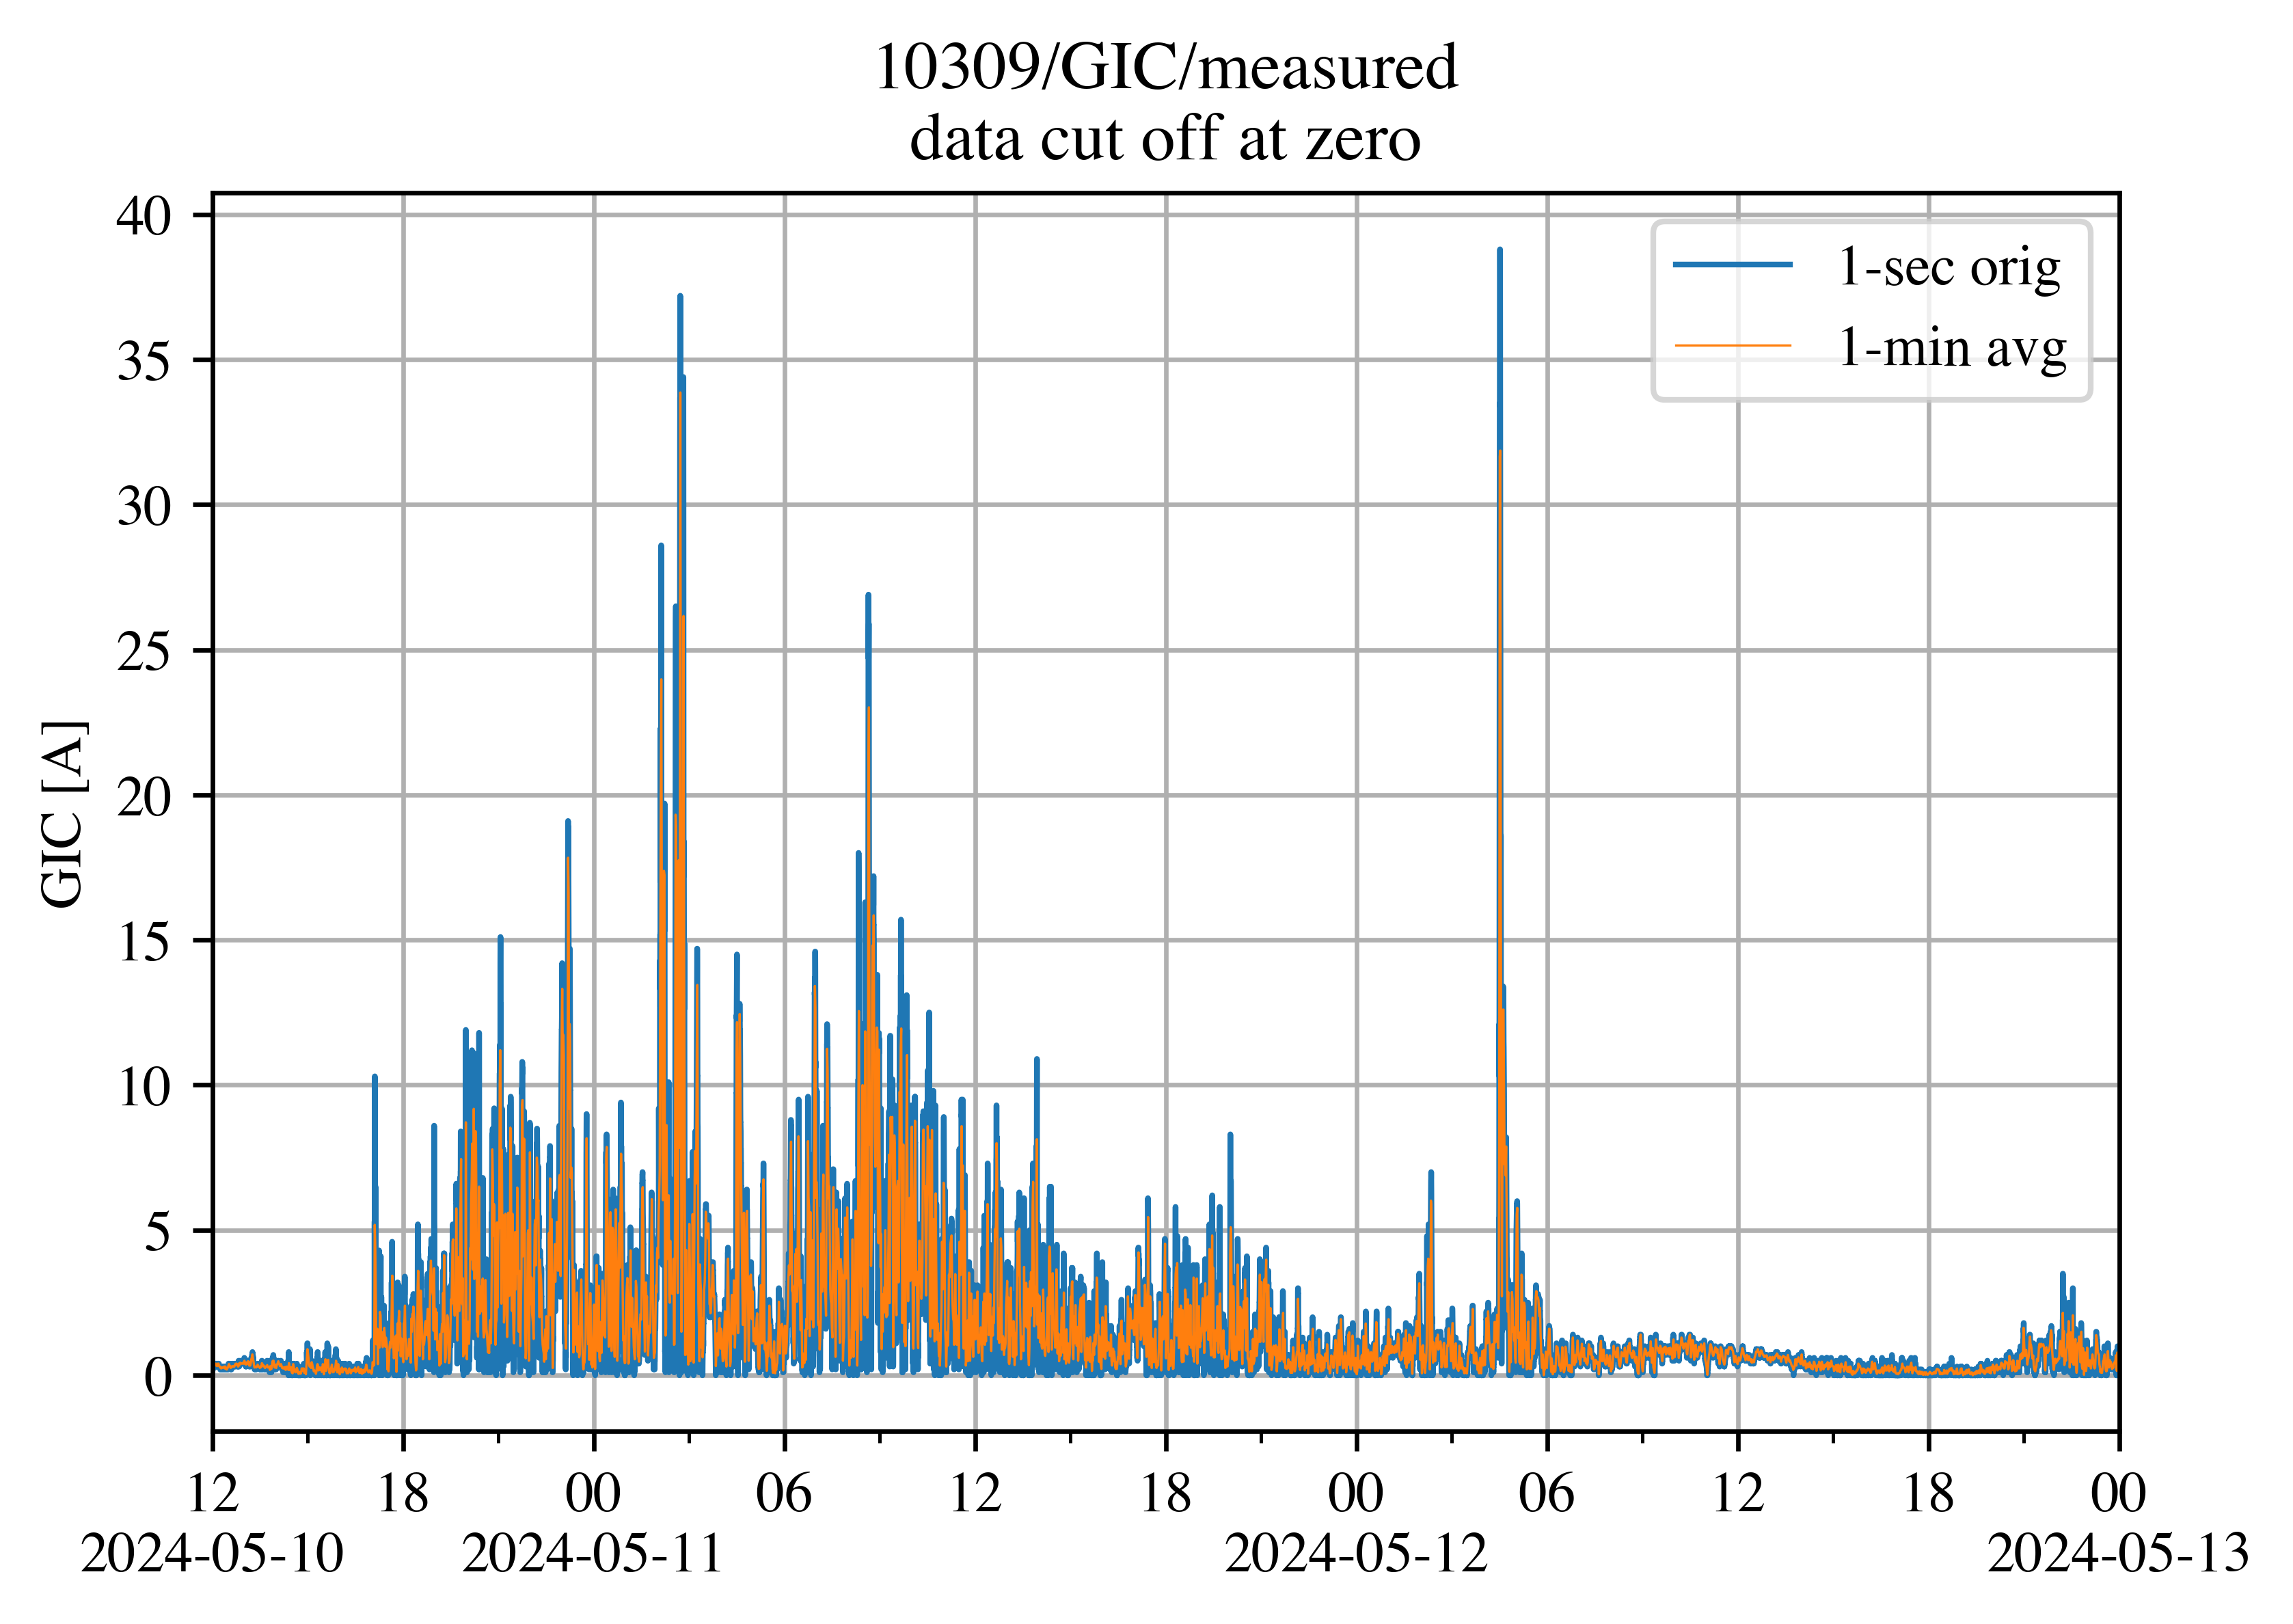 10309/GIC/measured
data cut off at zero
1-sec orig
1-min avg
GIC [A]
40
35
30
25
20
15
10
5
0
12 18 00 06 12 18 00 06 12 18 00
2024-05-10 2024-05-11 2024-05-12 2024-05-13